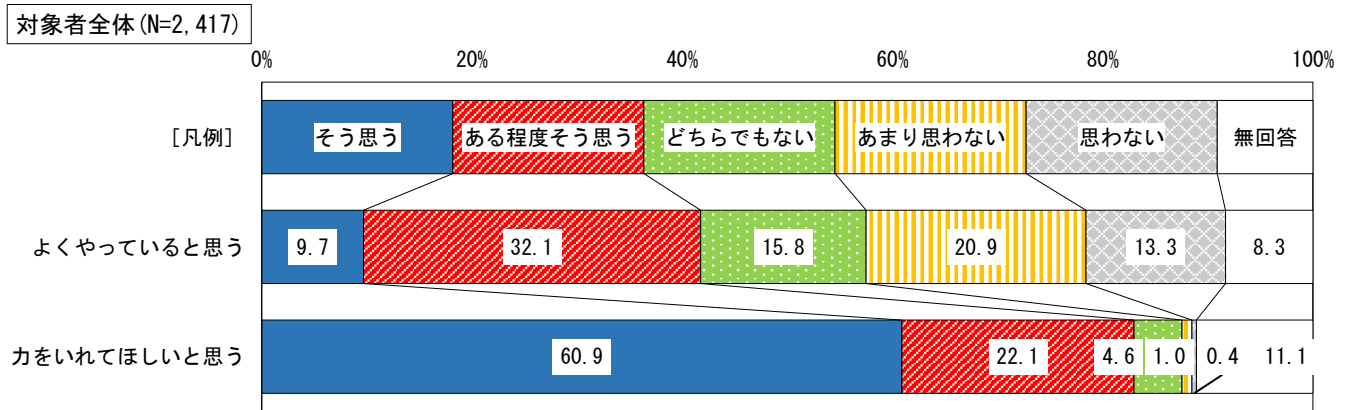 対象者全体(N=2,417)
0% 20% 40% 60% 80% 100%
[凡例] そう思う ある程度そう思う どちらでもない あまり思わない 思わない 無回答
よくやっていると思う 9.7 32.1 15.8 20.9 13.3 8.3
力をいれてほしいと思う 60.9 22.1 4.6 1.0 0.4 11.1